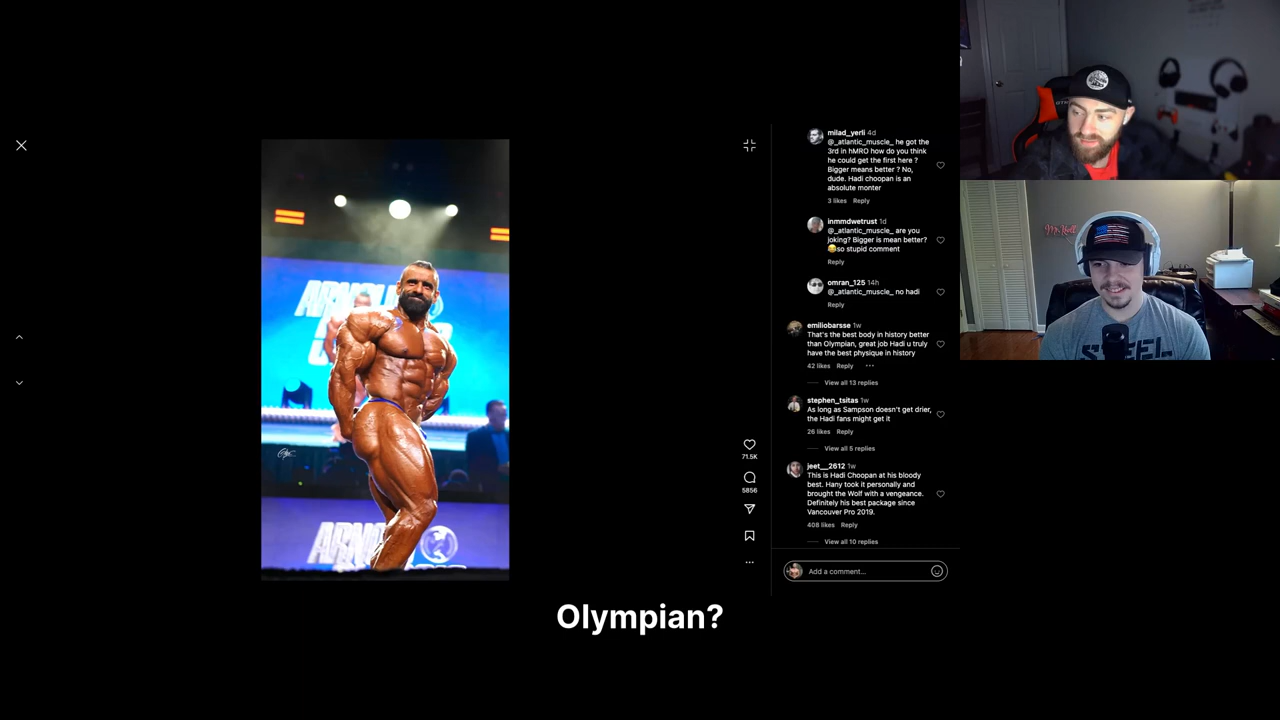 milad_yerli 4d
@_atlantic_muscle_ he got the
3rd in hMRO how do you think
he could get the first here ?
Bigger means better ? No,
dude. Hadi choopan is an
absolute monter
3 likes Reply
inmmdwetrust 1d
@_atlantic_muscle_ are you
joking? Bigger is mean better?
😂so stupid comment
Reply
omran_125 14h
@_atlantic_muscle_ no hadi
Reply
emiliobarsse 1w
That's the best body in history better
than Olympian, great job Hadi u truly
have the best physique in history
42 likes Reply ...
View all 13 replies
stephen_tsitas 1w
As long as Sampson doesn't get drier,
the Hadi fans might get it
26 likes Reply
View all 5 replies
jeet__2612 1w
This is Hadi Choopan at his bloody
best. Hany took it personally and
brought the Wolf with a vengeance.
Definitely his best package since
Vancouver Pro 2019.
408 likes Reply
View all 10 replies
71.5K
5856
Add a comment...
Olympian?
STEEL